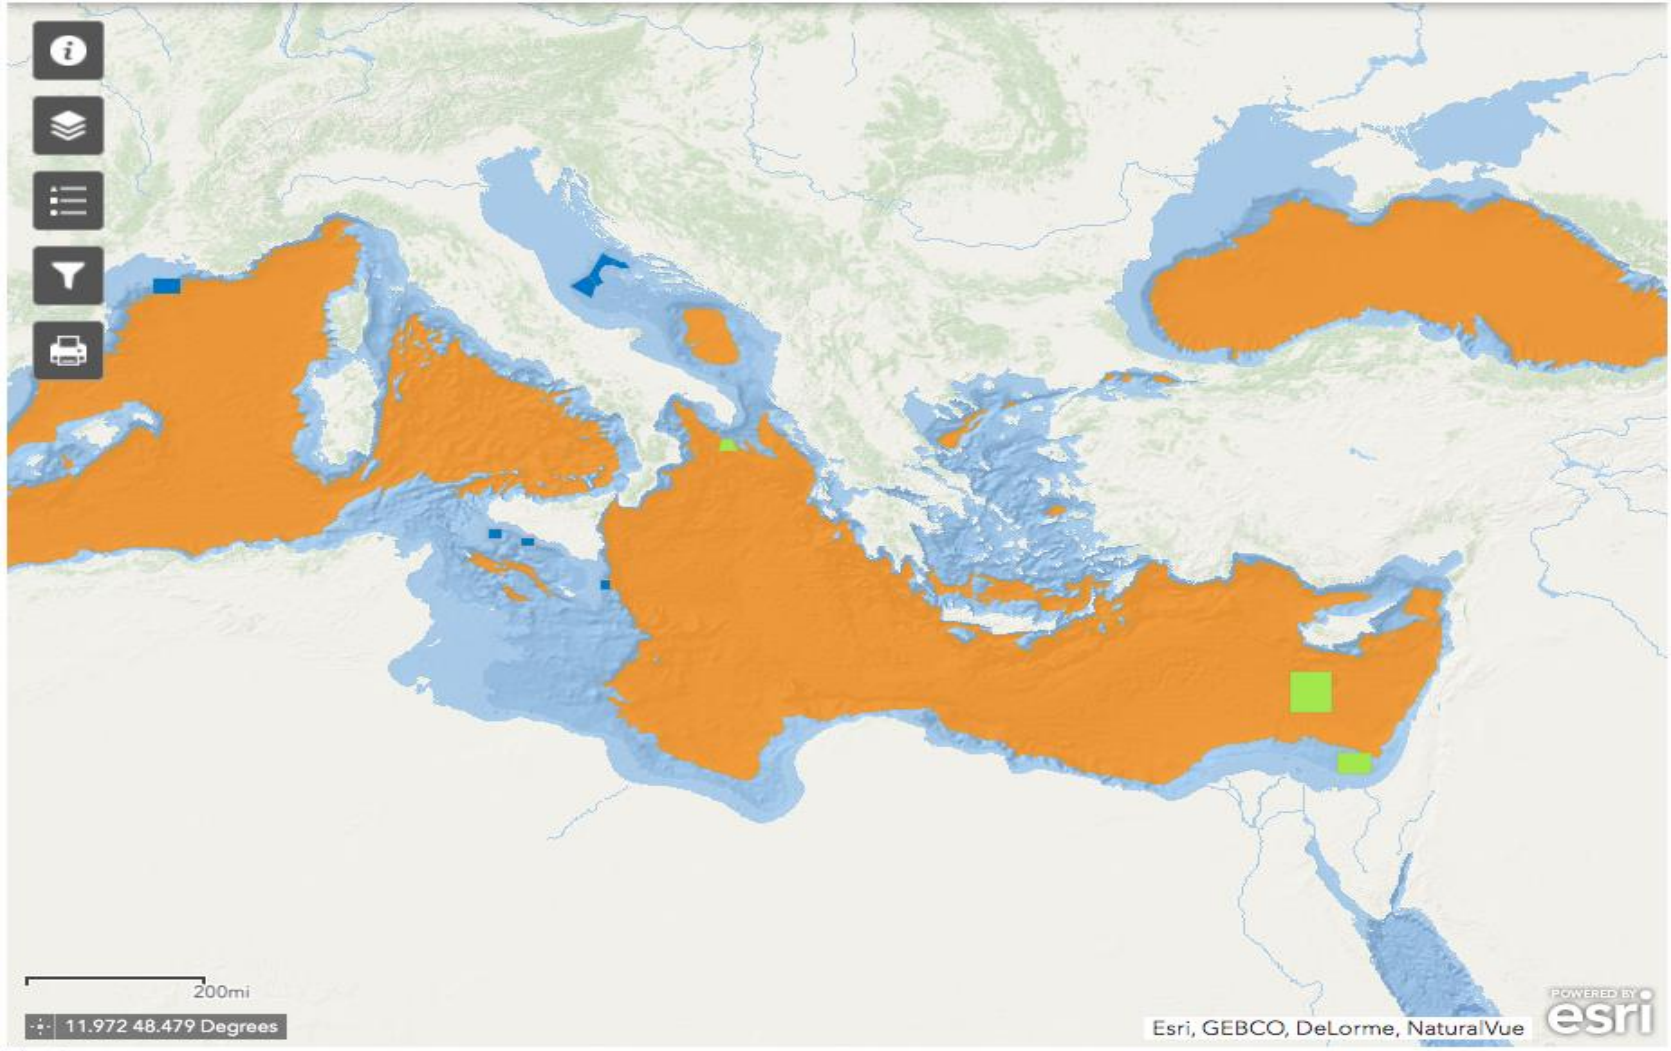 200mi
11.972 48.479 Degrees
Esri, GEBCO, DeLorme, NaturalVue
POWERED BY
esri